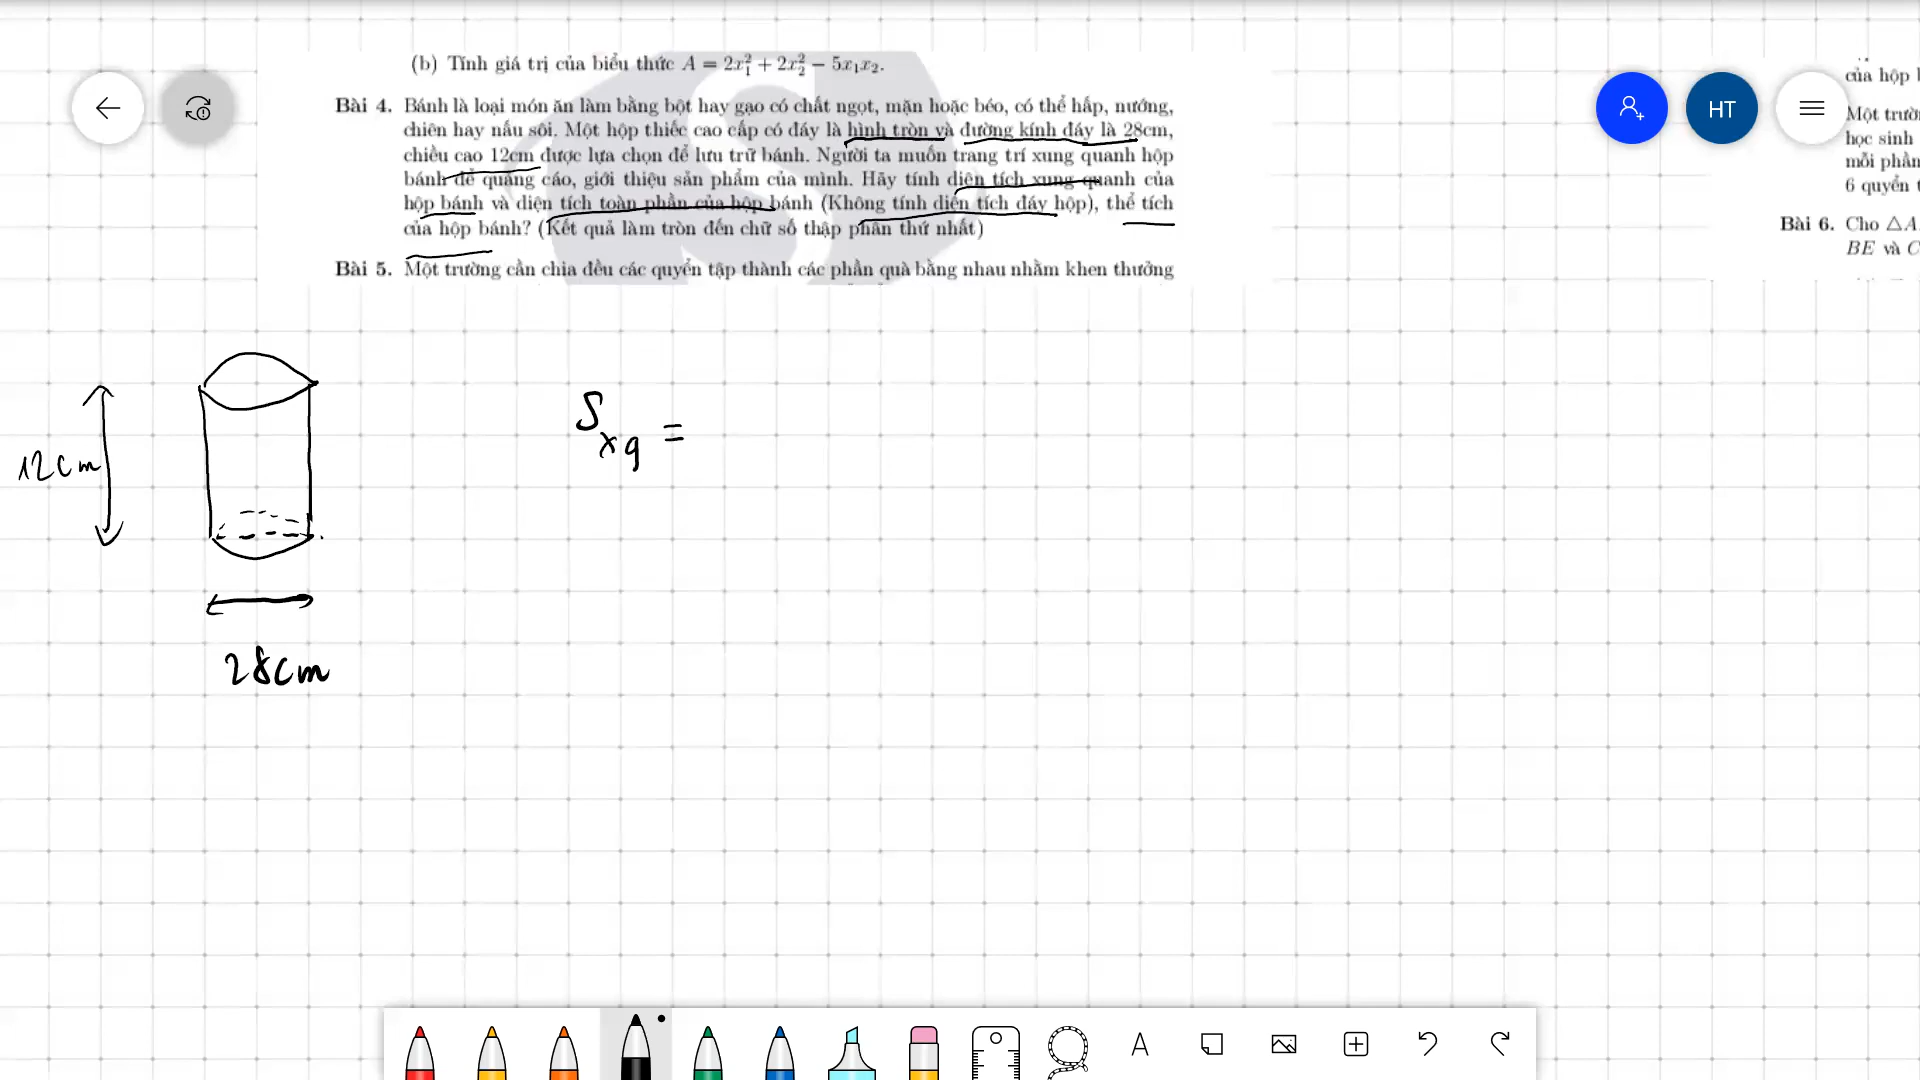 (b) Tính giá trị của biểu thức A = 2x₁² + 2x₂² − 5x₁x₂.
Bài 4. Bánh là loại món ăn làm bằng bột hay gạo có chất ngọt, mặn hoặc béo, có thể hấp, nướng,
chiên hay nấu sôi. Một hộp thiếc cao cấp có đáy là hình tròn và đường kính đáy là 28cm,
chiều cao 12cm được lựa chọn để lưu trữ bánh. Người ta muốn trang trí xung quanh hộp
bánh để quảng cáo, giới thiệu sản phẩm của mình. Hãy tính diện tích xung quanh của
hộp bánh và diện tích toàn phần của hộp bánh (Không tính diện tích đáy hộp), thể tích
của hộp bánh? (Kết quả làm tròn đến chữ số thập phân thứ nhất)
Bài 5. Một trường cần chia đều các quyển tập thành các phần quà bằng nhau nhằm khen thưởng
HT
của hộp
Một trườ
học sinh
mỗi phần
6 quyển
Bài 6. Cho △A
BE và C
12cm
28cm
Sxq =
A